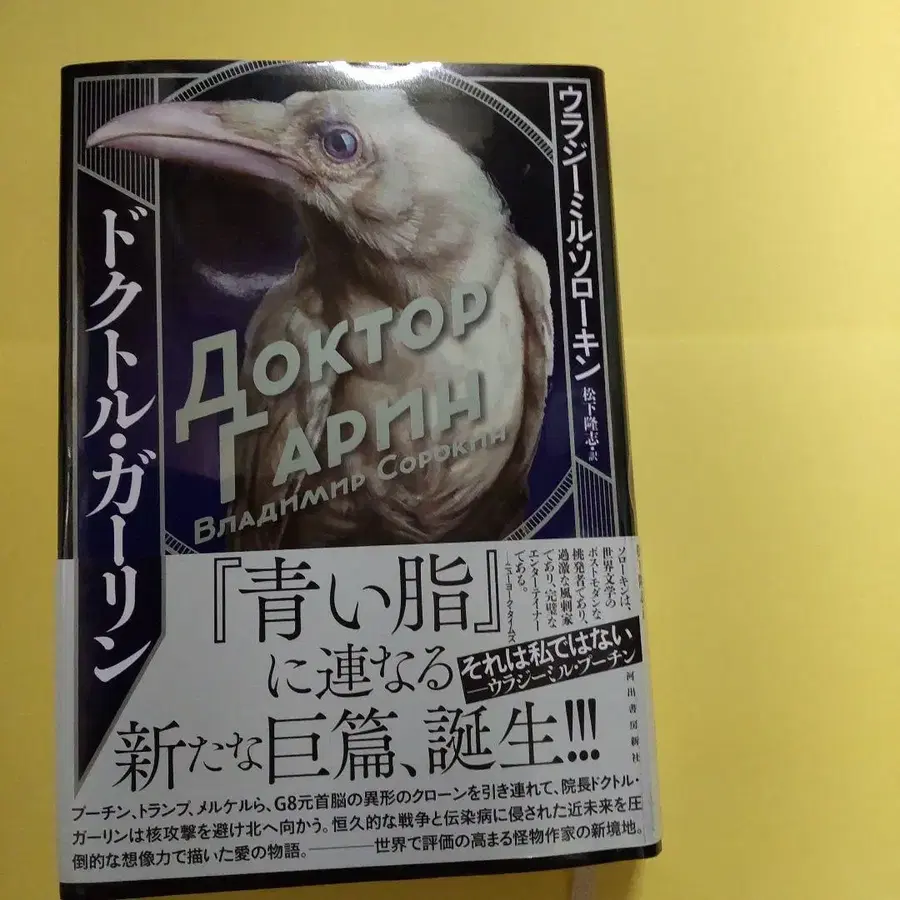 ウラジーミル・ソローキン
松下隆志・訳
ドクトル・ガーリン
Доктор
Гарин
Владимир Сорокин
『青い脂』
に連なる
新たな巨篇、誕生!!!
ソローキンは、
世界文学の
ポストモダンな
挑発者であり、
過激な風刺家
であり、完璧な
エンターテイナー
である。
──ニューヨーク・タイムズ
それは私ではない
──ウラジーミル・プーチン
河出書房新社
プーチン、トランプ、メルケルら、G8元首脳の異形のクローンを引き連れて、院長ドクトル・
ガーリンは核攻撃を避け北へ向かう。恒久的な戦争と伝染病に侵された近未来を圧
倒的な想像力で描いた愛の物語。────世界で評価の高まる怪物作家の新境地。